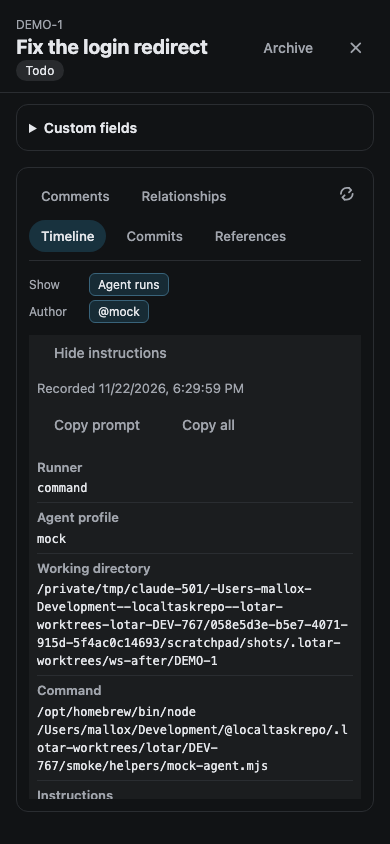 DEMO-1
Fix the login redirect
Archive
Todo
Custom fields
Comments
Relationships
Timeline
Commits
References
Show
Agent runs
Author
@mock
Hide instructions
Recorded 11/22/2026, 6:29:59 PM
Copy prompt
Copy all
Runner
command
Agent profile
mock
Working directory
/private/tmp/claude-501/-Users-mallox-
Development--localtaskrepo--lotar-
worktrees-lotar-DEV-767/058e5d3e-b5e7-4071-
915d-5f4ac0c14693/scratchpad/shots/.lotar-
worktrees/ws-after/DEMO-1
Command
/opt/homebrew/bin/node
/Users/mallox/Development/@localtaskrepo/.l
otar-worktrees/lotar/DEV-
767/smoke/helpers/mock-agent.mjs
Instructions